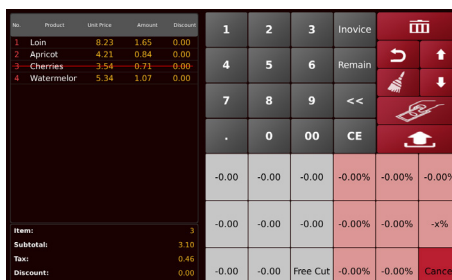 No. Product Unit Price Amount Discount
1 Loin 8.23 1.65 0.00
2 Apricot 4.21 0.84 0.00
3 Cherries 3.54 0.71 0.00
4 Watermelor 5.34 1.07 0.00
Item: 3
Subtotal: 3.10
Tax: 0.46
Discount: 0.00
1 2 3 Inovice
4 5 6 Remain
7 8 9 <<
. 0 00 CE
-0.00 -0.00 -0.00 -0.00% -0.00% -0.00%
-0.00 -0.00 -0.00 -0.00% -0.00% -x%
-0.00 -0.00 Free Cut -0.00% -0.00% Cancel